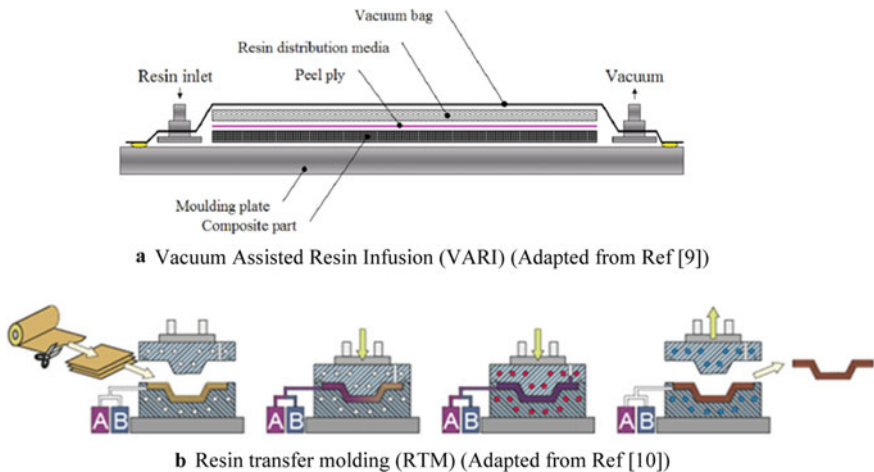 Vacuum bag
Resin distribution media
Peel ply
Resin inlet
Vacuum
Moulding plate
Composite part
a Vacuum Assisted Resin Infusion (VARI) (Adapted from Ref [9])
A B
A B
A B
A B
b Resin transfer molding (RTM) (Adapted from Ref [10])